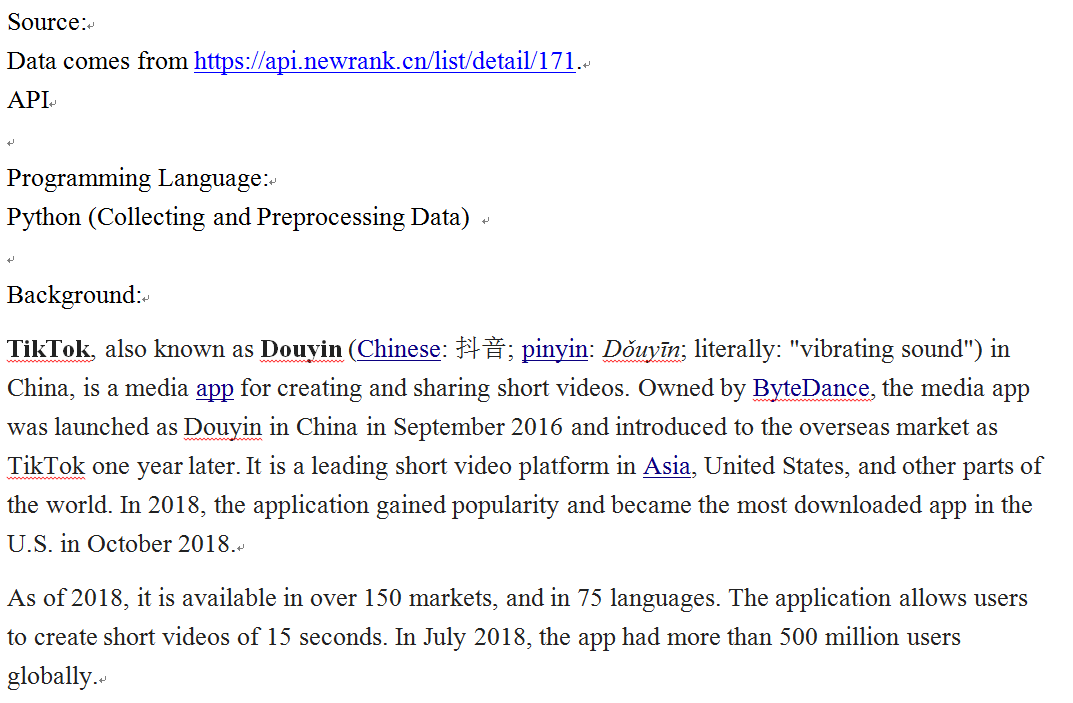 Source:
Data comes from https://api.newrank.cn/list/detail/171.
API
Programming Language:
Python (Collecting and Preprocessing Data)
Background:
TikTok, also known as Douyin (Chinese: 抖音; pinyin: Dǒuyīn; literally: "vibrating sound") in
China, is a media app for creating and sharing short videos. Owned by ByteDance, the media app
was launched as Douyin in China in September 2016 and introduced to the overseas market as
TikTok one year later. It is a leading short video platform in Asia, United States, and other parts of
the world. In 2018, the application gained popularity and became the most downloaded app in the
U.S. in October 2018.
As of 2018, it is available in over 150 markets, and in 75 languages. The application allows users
to create short videos of 15 seconds. In July 2018, the app had more than 500 million users
globally.